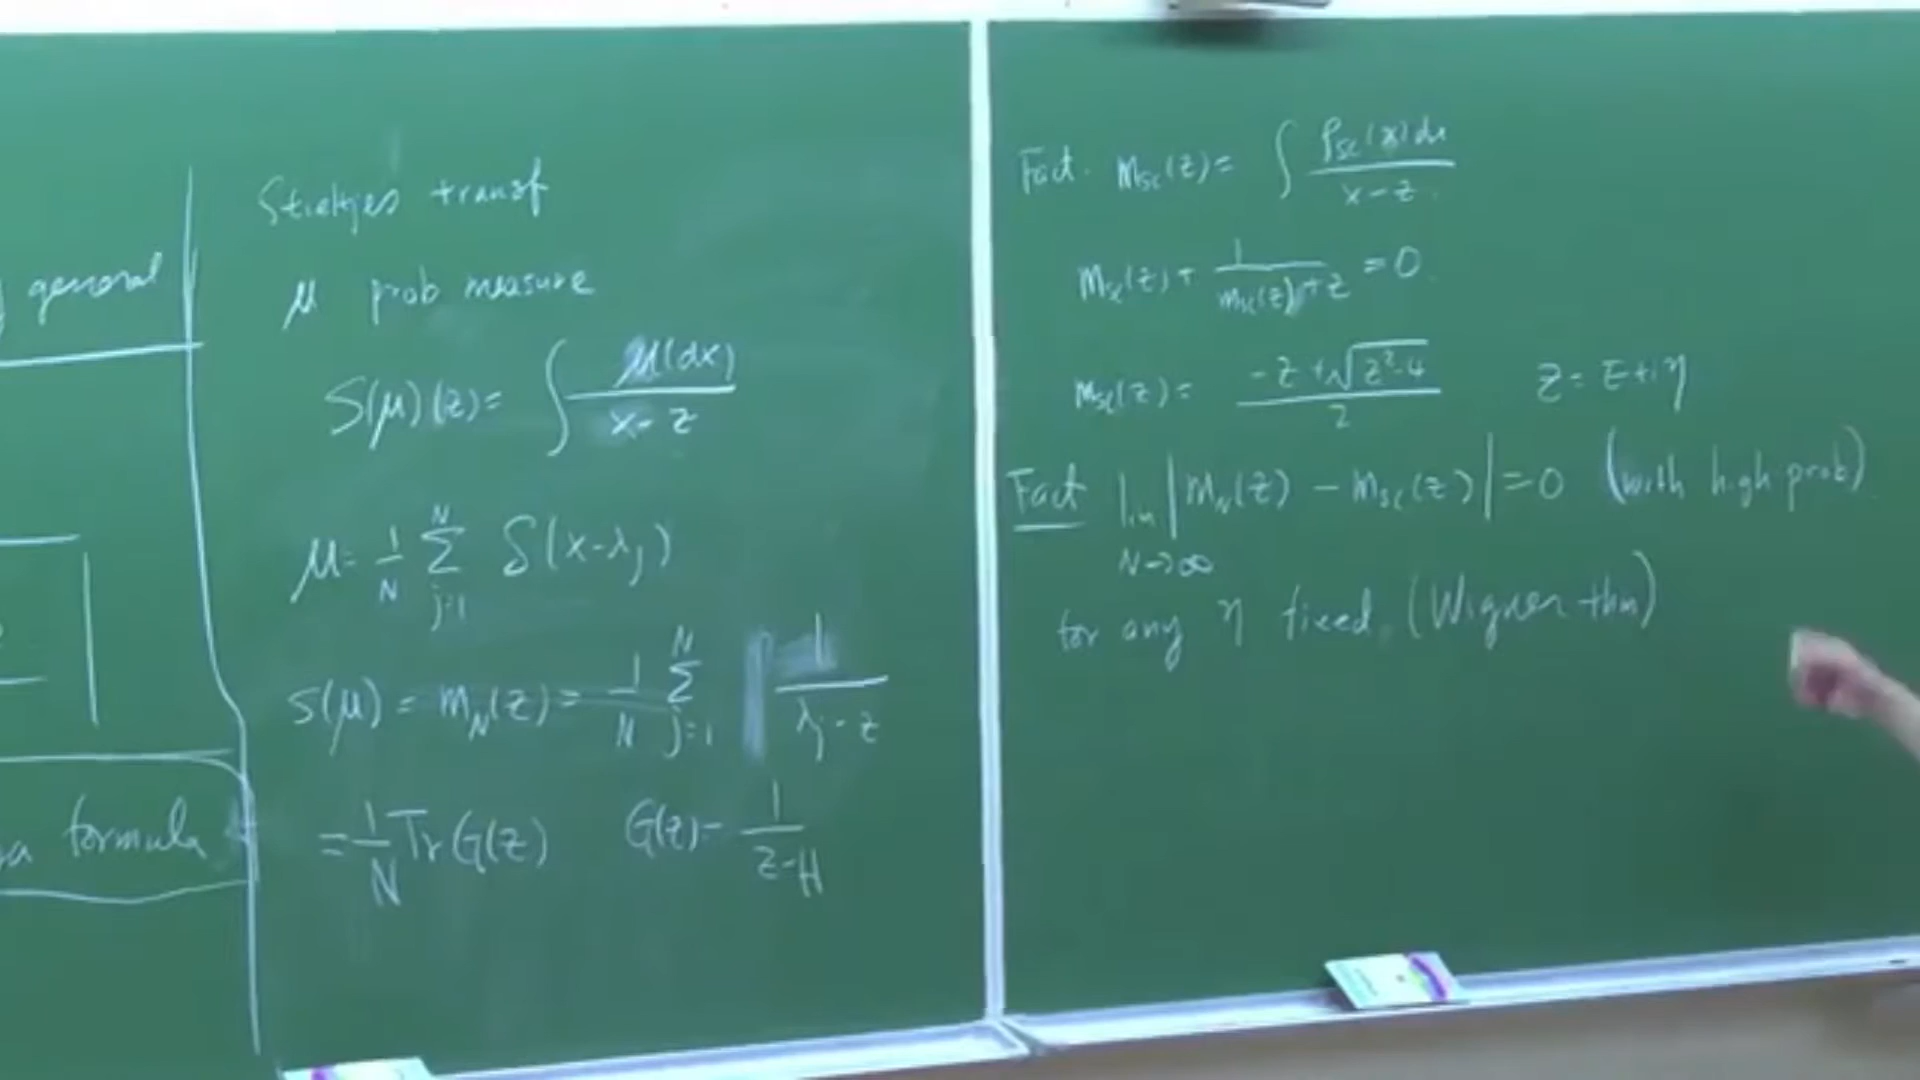 general
formula
Stieltjes transf
μ prob measure
S(μ)(z) = ∫ μ(dx) / (x - z)
μ = 1/N Σ_{j=1}^{N} δ(x-λ_j)
S(μ) = m_N(z) = 1/N Σ_{j=1}^{N} 1/(λ_j - z)
= 1/N Tr G(z)   G(z) = 1/(z-H)
Fact. m_sc(z) = ∫ ρ_sc(x)dx / (x - z).
m_sc(z) + 1/(m_sc(z)+z) = 0.
m_sc(z) = (-z+√(z²-4))/2   z = E+iη
Fact lim_{N→∞} |m_N(z) - m_sc(z)| = 0 (with high prob).
for any η fixed. (Wigner thm)